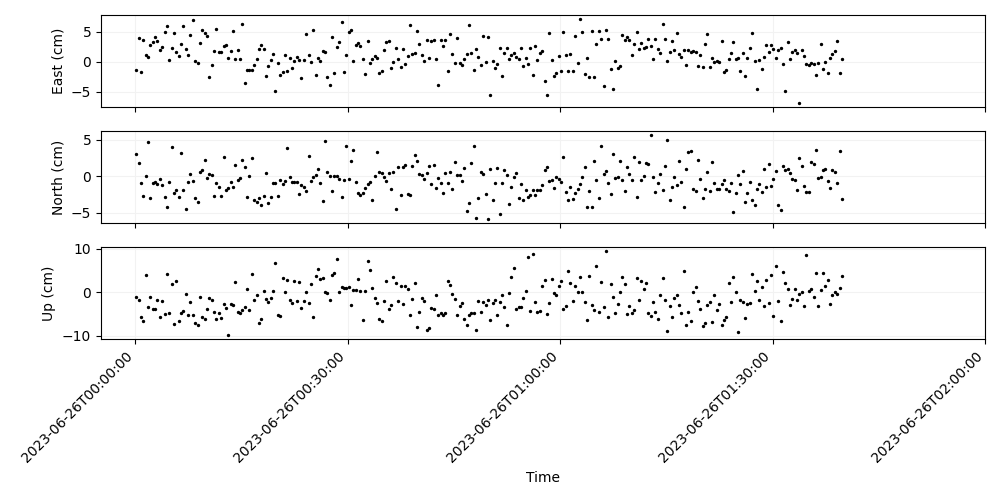 East (cm)
5
0
−5
North (cm)
5
0
−5
Up (cm)
10
0
−10
2023-06-26T00:00:00
2023-06-26T00:30:00
2023-06-26T01:00:00
2023-06-26T01:30:00
2023-06-26T02:00:00
Time